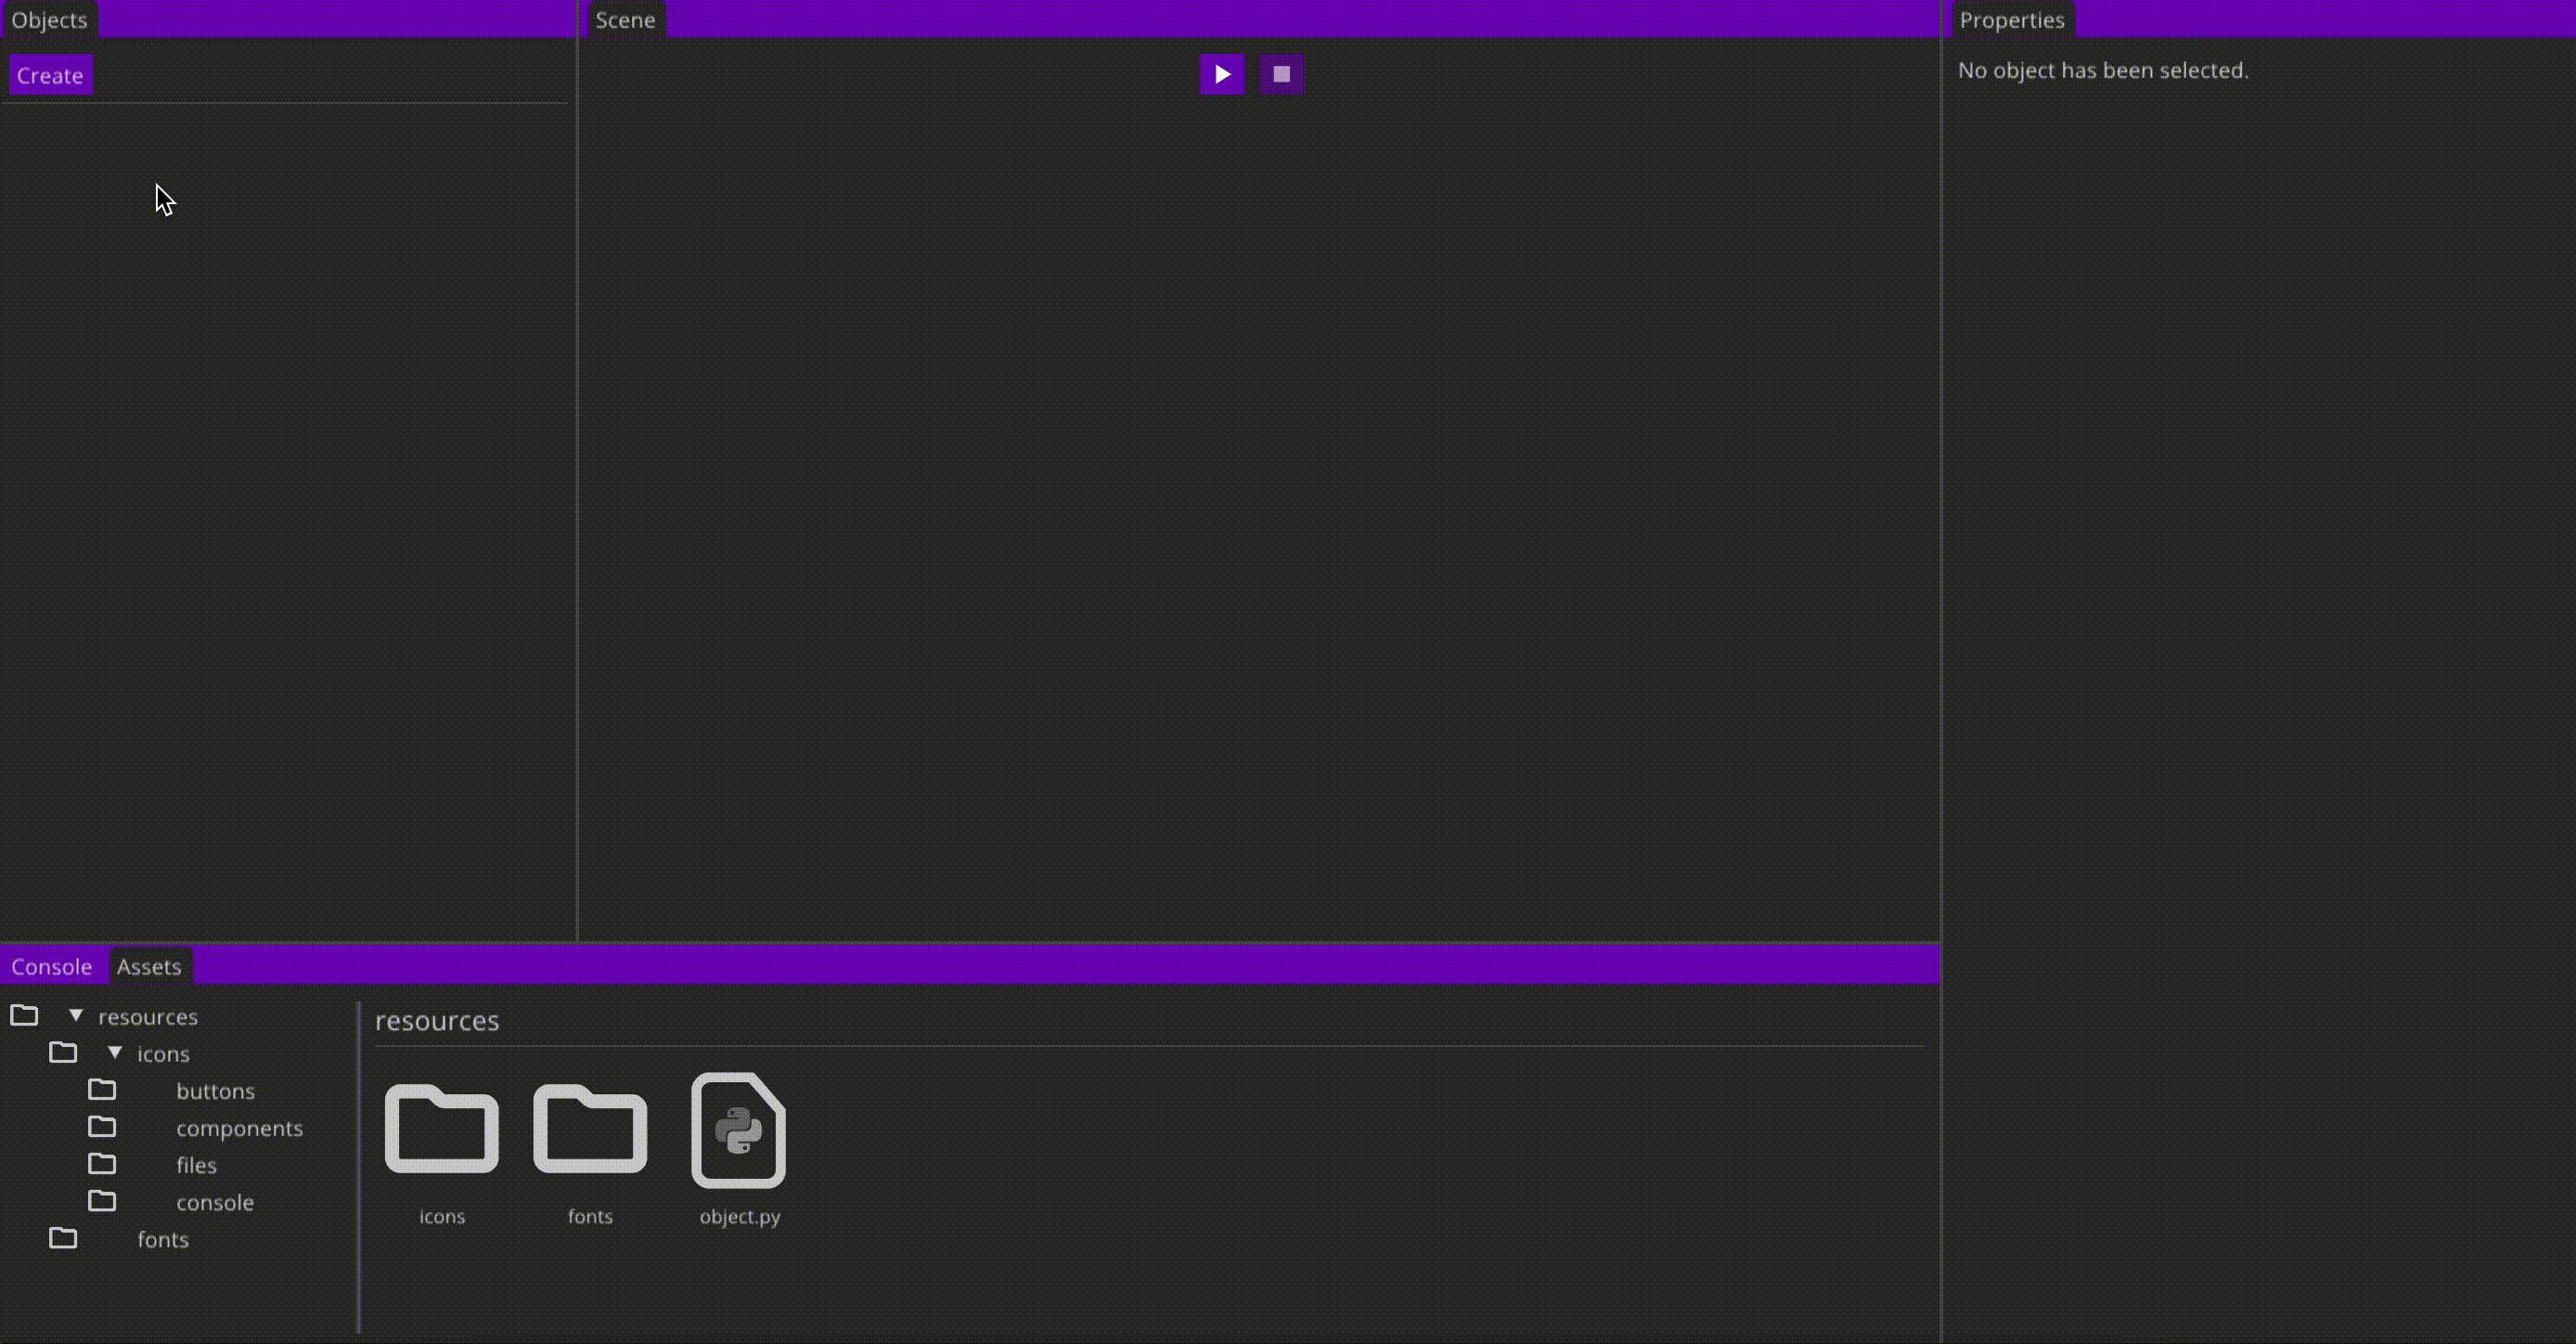 Objects
Scene
Properties
Create
No object has been selected.
Console
Assets
resources
icons
buttons
components
files
console
fonts
resources
icons
fonts
object.py